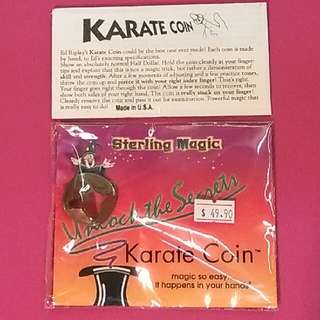 KARATE COIN
Ed Ripley's Karate Coin could be the best one ever made! Each coin is made
by hand, to Ed's exacting specifications.
Show an absolutely normal Half Dollar. Hold the coin cleanly at your finger-
tips and explain that this is not a magic trick, but rather a demonstration of
skill and strength. After a few moments of adjusting and a few practice tones,
throw the coin up and pierce it with your right index finger! That's right.
Your finger goes right through the coin! Allow a few seconds to recover, then
show both sides of your right hand. The coin is really stuck on your finger!
Cleanly remove the coin and pass it out for examination. Powerful magic that
is really easy to do!
Made in U.S.A.
Sterling Magic
Unlock the Secrets
$ 49.90
Karate Coin™
magic so easy
it happens in your hands